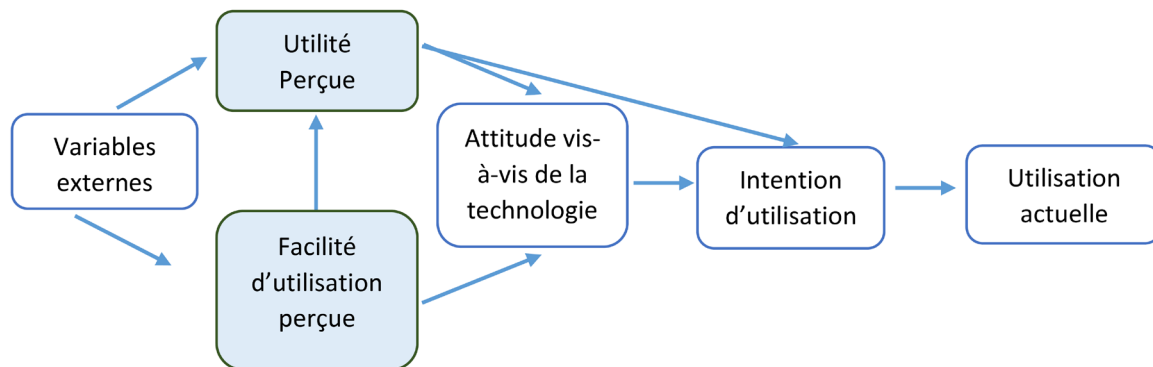 Utilité
Perçue
Variables
externes
Attitude vis-
à-vis de la
technologie
Intention
d’utilisation
Utilisation
actuelle
Facilité
d’utilisation
perçue